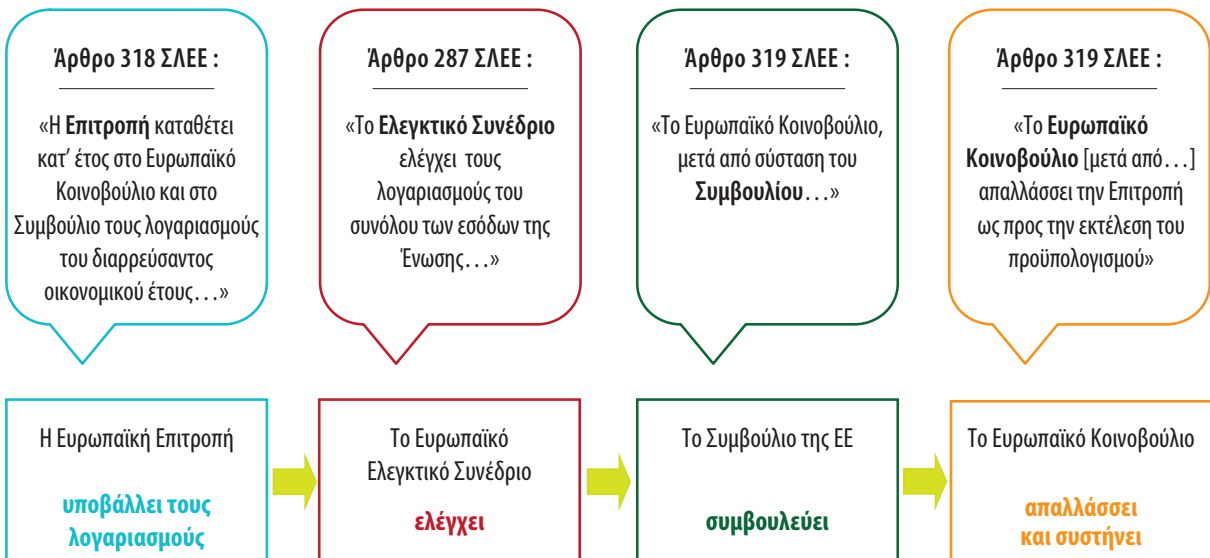 Άρθρο 318 ΣΛΕΕ :
«Η Επιτροπή καταθέτει
κατ’ έτος στο Ευρωπαϊκό
Κοινοβούλιο και στο
Συμβούλιο τους λογαριασμούς
του διαρρεύσαντος
οικονομικού έτους…»
Άρθρο 287 ΣΛΕΕ :
«Το Ελεγκτικό Συνέδριο
ελέγχει τους
λογαριασμούς του
συνόλου των εσόδων της
Ένωσης…»
Άρθρο 319 ΣΛΕΕ :
«Το Ευρωπαϊκό Κοινοβούλιο,
μετά από σύσταση του
Συμβουλίου…»
Άρθρο 319 ΣΛΕΕ :
«Το Ευρωπαϊκό
Κοινοβούλιο [μετά από…]
απαλλάσσει την Επιτροπή
ως προς την εκτέλεση του
προϋπολογισμού»
Η Ευρωπαϊκή Επιτροπή
υποβάλλει τους
λογαριασμούς
Το Ευρωπαϊκό
Ελεγκτικό Συνέδριο
ελέγχει
Το Συμβούλιο της ΕΕ
συμβουλεύει
Το Ευρωπαϊκό Κοινοβούλιο
απαλλάσσει
και συστήνει